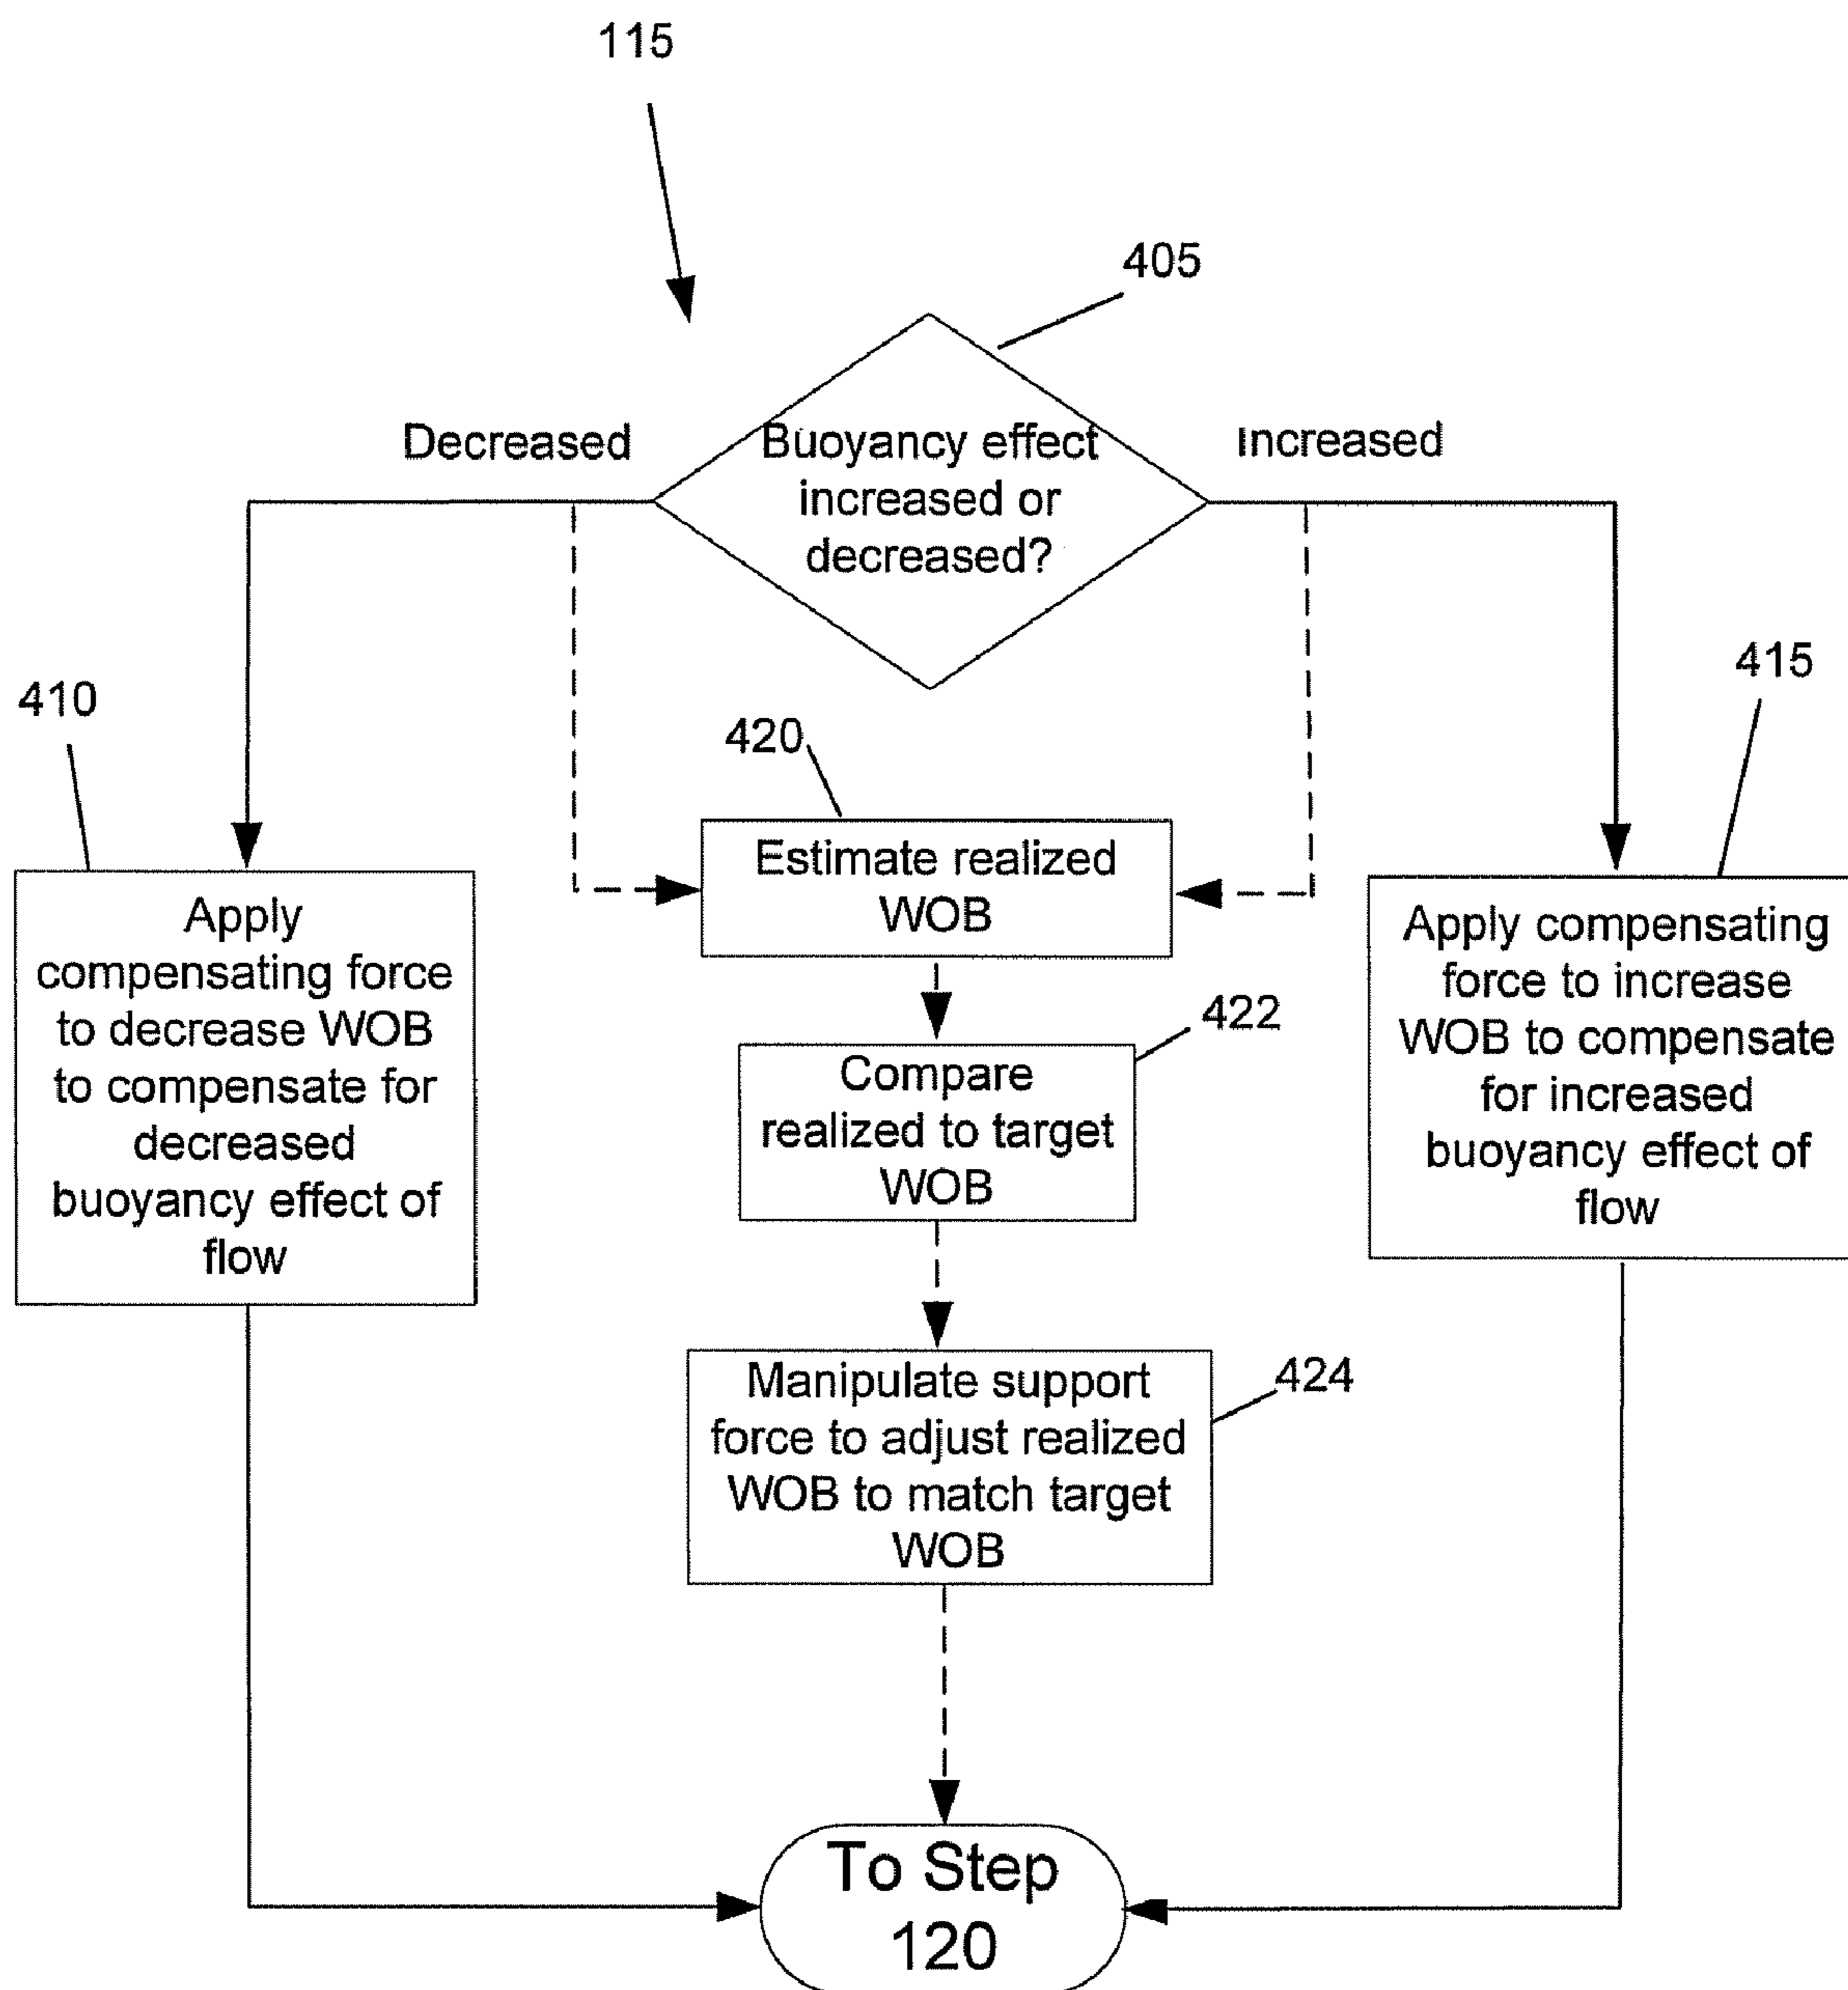 115
405
Decreased
Increased
Buoyancy effect
increased or
decreased?
410
415
420
Estimate realized
WOB
Apply
compensating force
to decrease WOB
to compensate for
decreased
buoyancy effect of
flow
Apply compensating
force to increase
WOB to compensate
for increased
buoyancy effect of
flow
422
Compare
realized to target
WOB
424
Manipulate support
force to adjust realized
WOB to match target
WOB
To Step
120